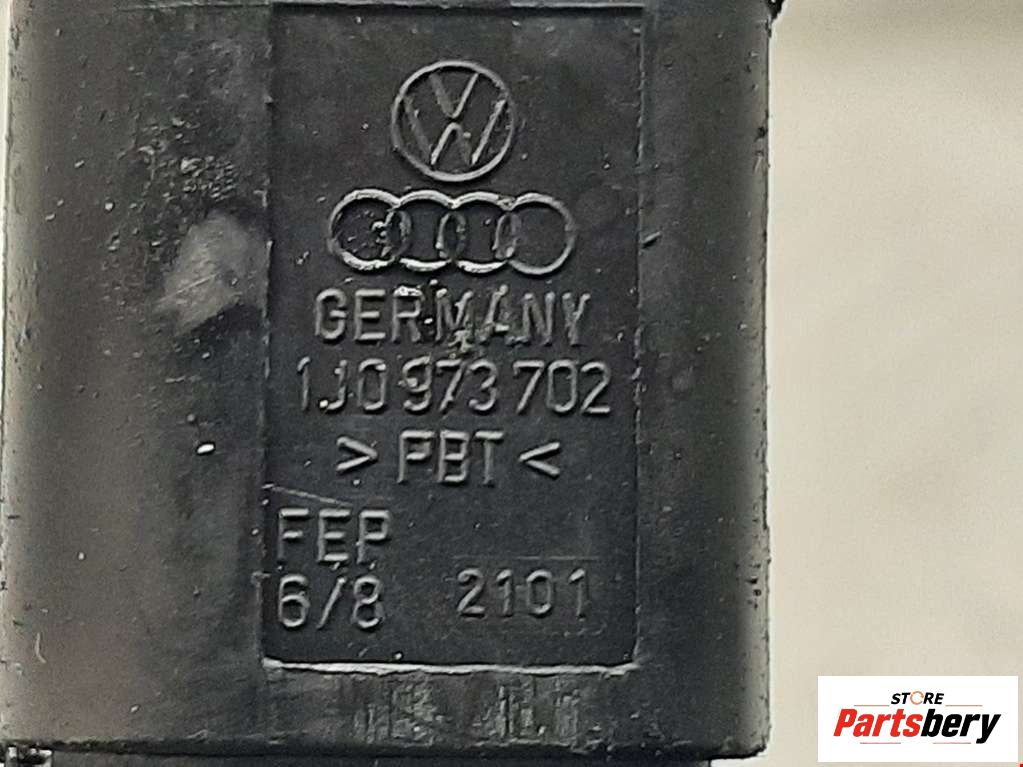 GERMANY
1J0 973 702
> PBT <
FEP
6/8 2101
STORE
Partsbery